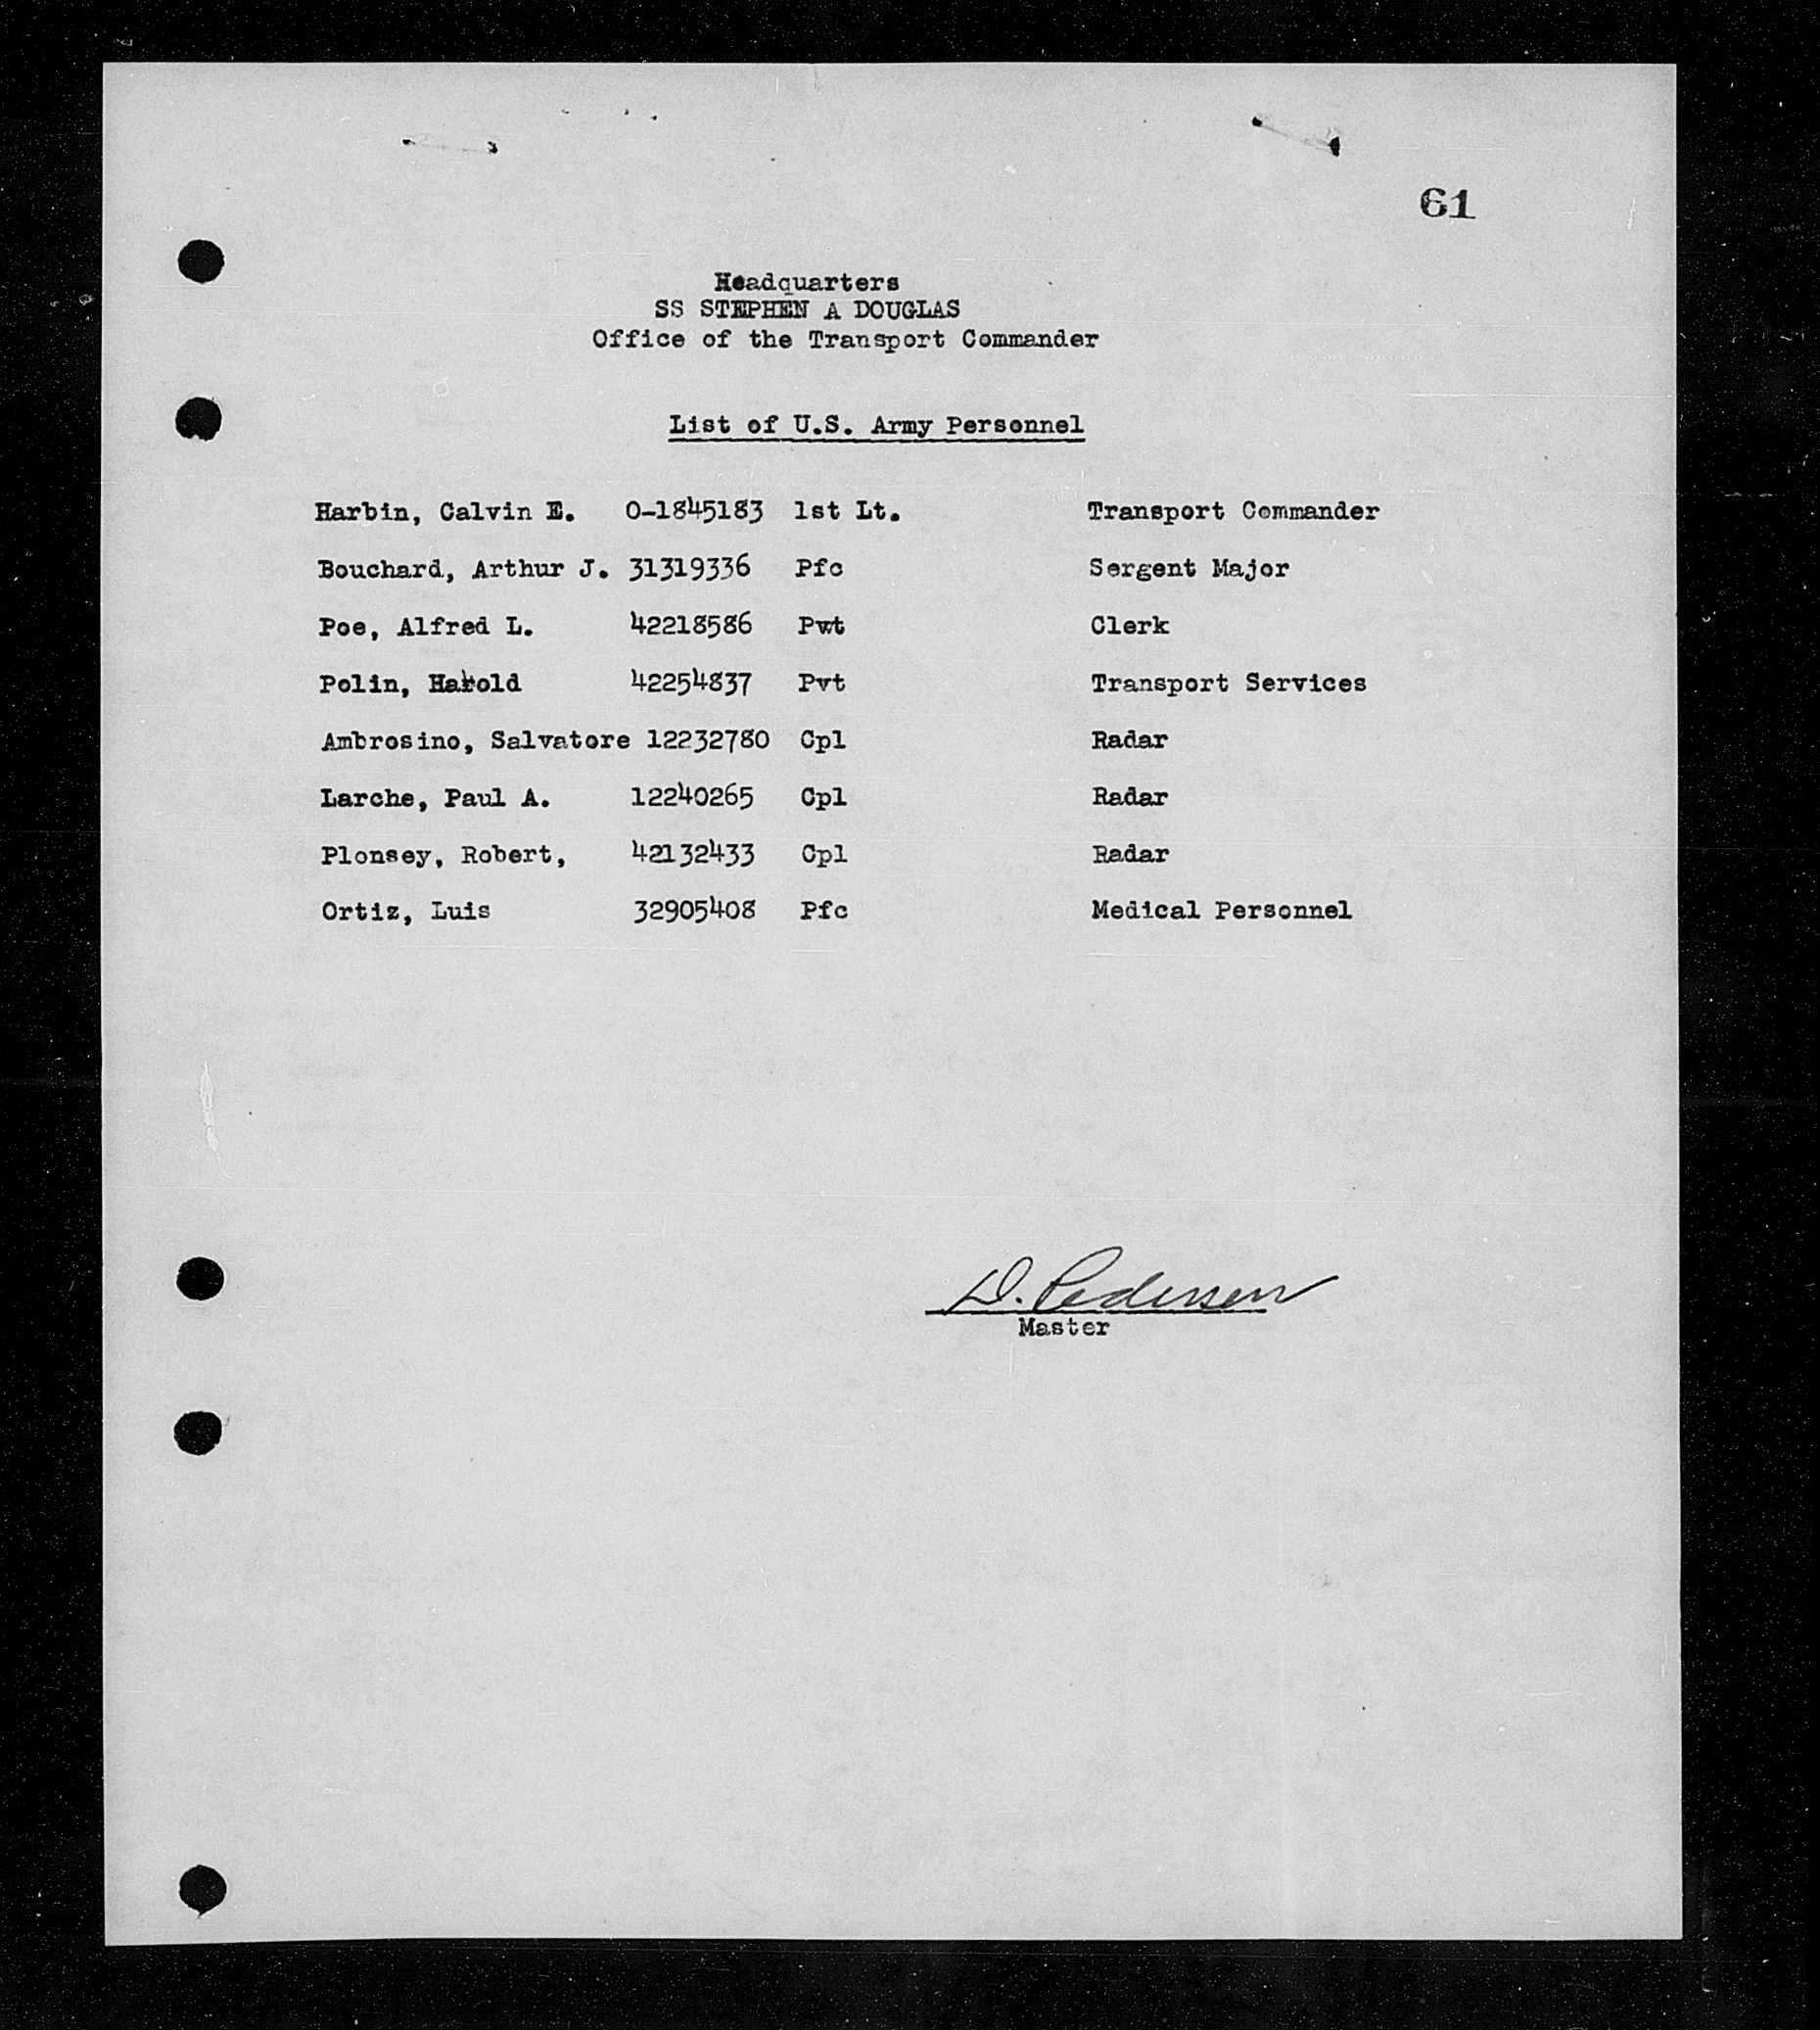 61
Headquarters
SS STEPHEN A DOUGLAS
Office of the Transport Commander
List of U.S. Army Personnel
Harbin, Calvin E. O-1845183 1st Lt. Transport Commander
Bouchard, Arthur J. 31319336 Pfc Sergent Major
Poe, Alfred L. 42218586 Pvt Clerk
Polin, Harold 42254837 Pvt Transport Services
Ambrosino, Salvatore 12232780 Cpl Radar
Larche, Paul A. 12240265 Cpl Radar
Plonsey, Robert, 42132433 Cpl Radar
Ortiz, Luis 32905408 Pfc Medical Personnel
D. Pedersen
Master